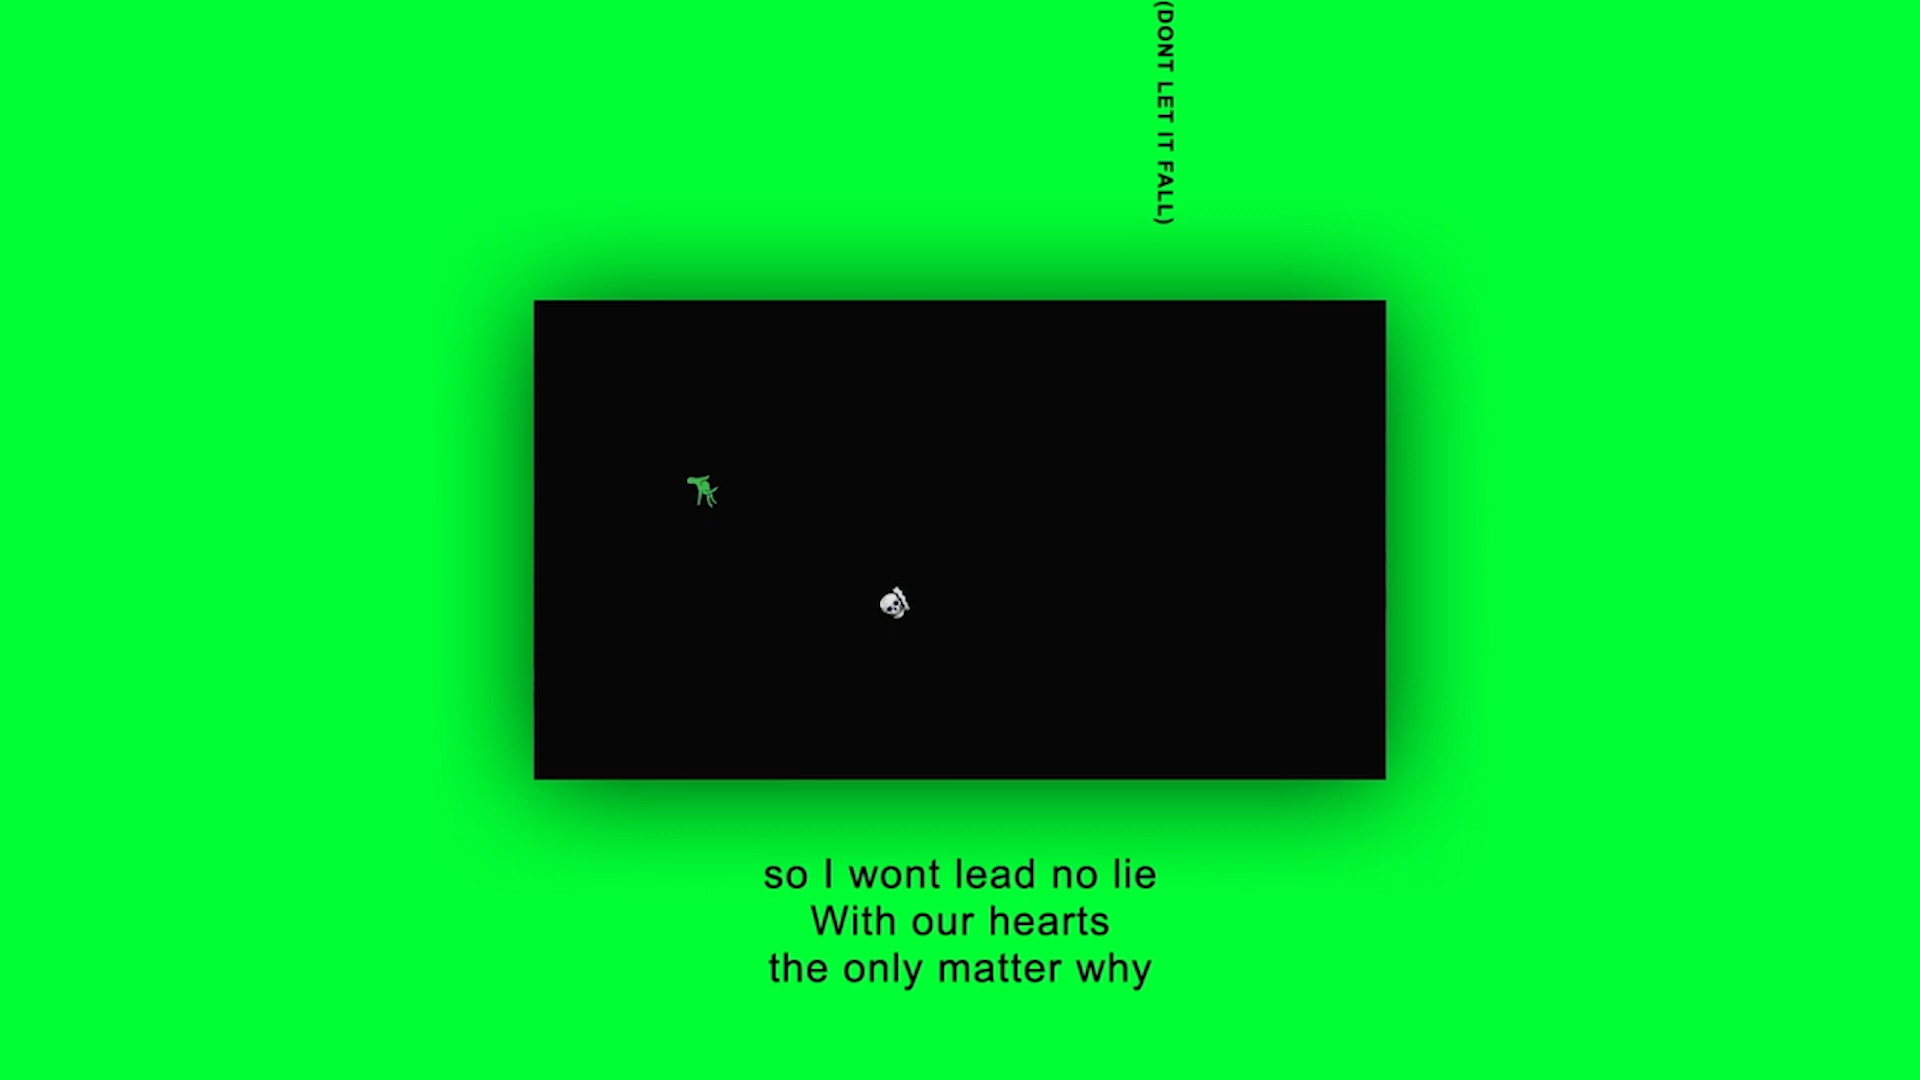 (DONT LET IT FALL)
so I wont lead no lie
With our hearts
the only matter why